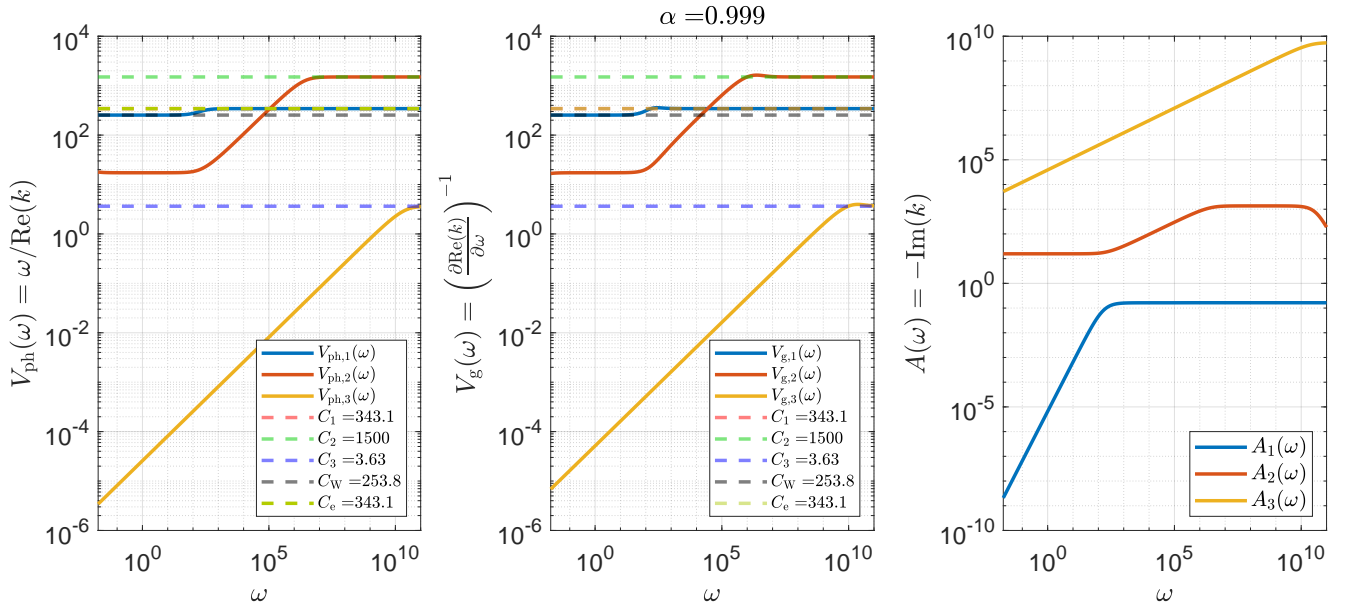 α =0.999
V_ph(ω) = ω/Re(k)
10^4
10^2
10^0
10^-2
10^-4
10^-6
V_ph,1(ω)
V_ph,2(ω)
V_ph,3(ω)
C_1 =343.1
C_2 =1500
C_3 =3.63
C_W =253.8
C_e =343.1
10^0
10^5
10^10
ω
V_g(ω) = (∂Re(k)/∂ω)^-1
10^4
10^2
10^0
10^-2
10^-4
10^-6
V_g,1(ω)
V_g,2(ω)
V_g,3(ω)
C_1 =343.1
C_2 =1500
C_3 =3.63
C_W =253.8
C_e =343.1
10^0
10^5
10^10
ω
A(ω) = −Im(k)
10^10
10^5
10^0
10^-5
10^-10
A_1(ω)
A_2(ω)
A_3(ω)
10^0
10^5
10^10
ω